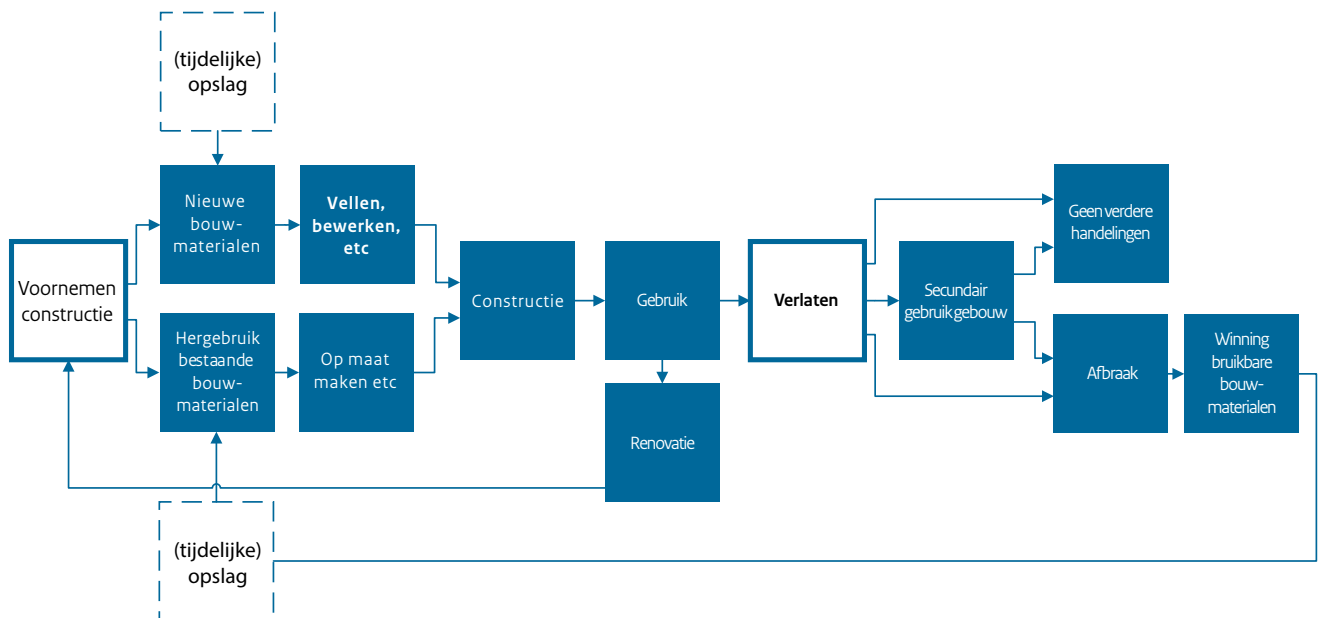 (tijdelijke)
opslag
Nieuwe
bouw-
materialen
Vellen,
bewerken,
etc
Geen verdere
handelingen
Voornemen
constructie
Constructie
Gebruik
Verlaten
Secundair
gebruik gebouw
Hergebruik
bestaande
bouw-
materialen
Op maat
maken etc
Afbraak
Winning
bruikbare
bouw-
materialen
Renovatie
(tijdelijke)
opslag